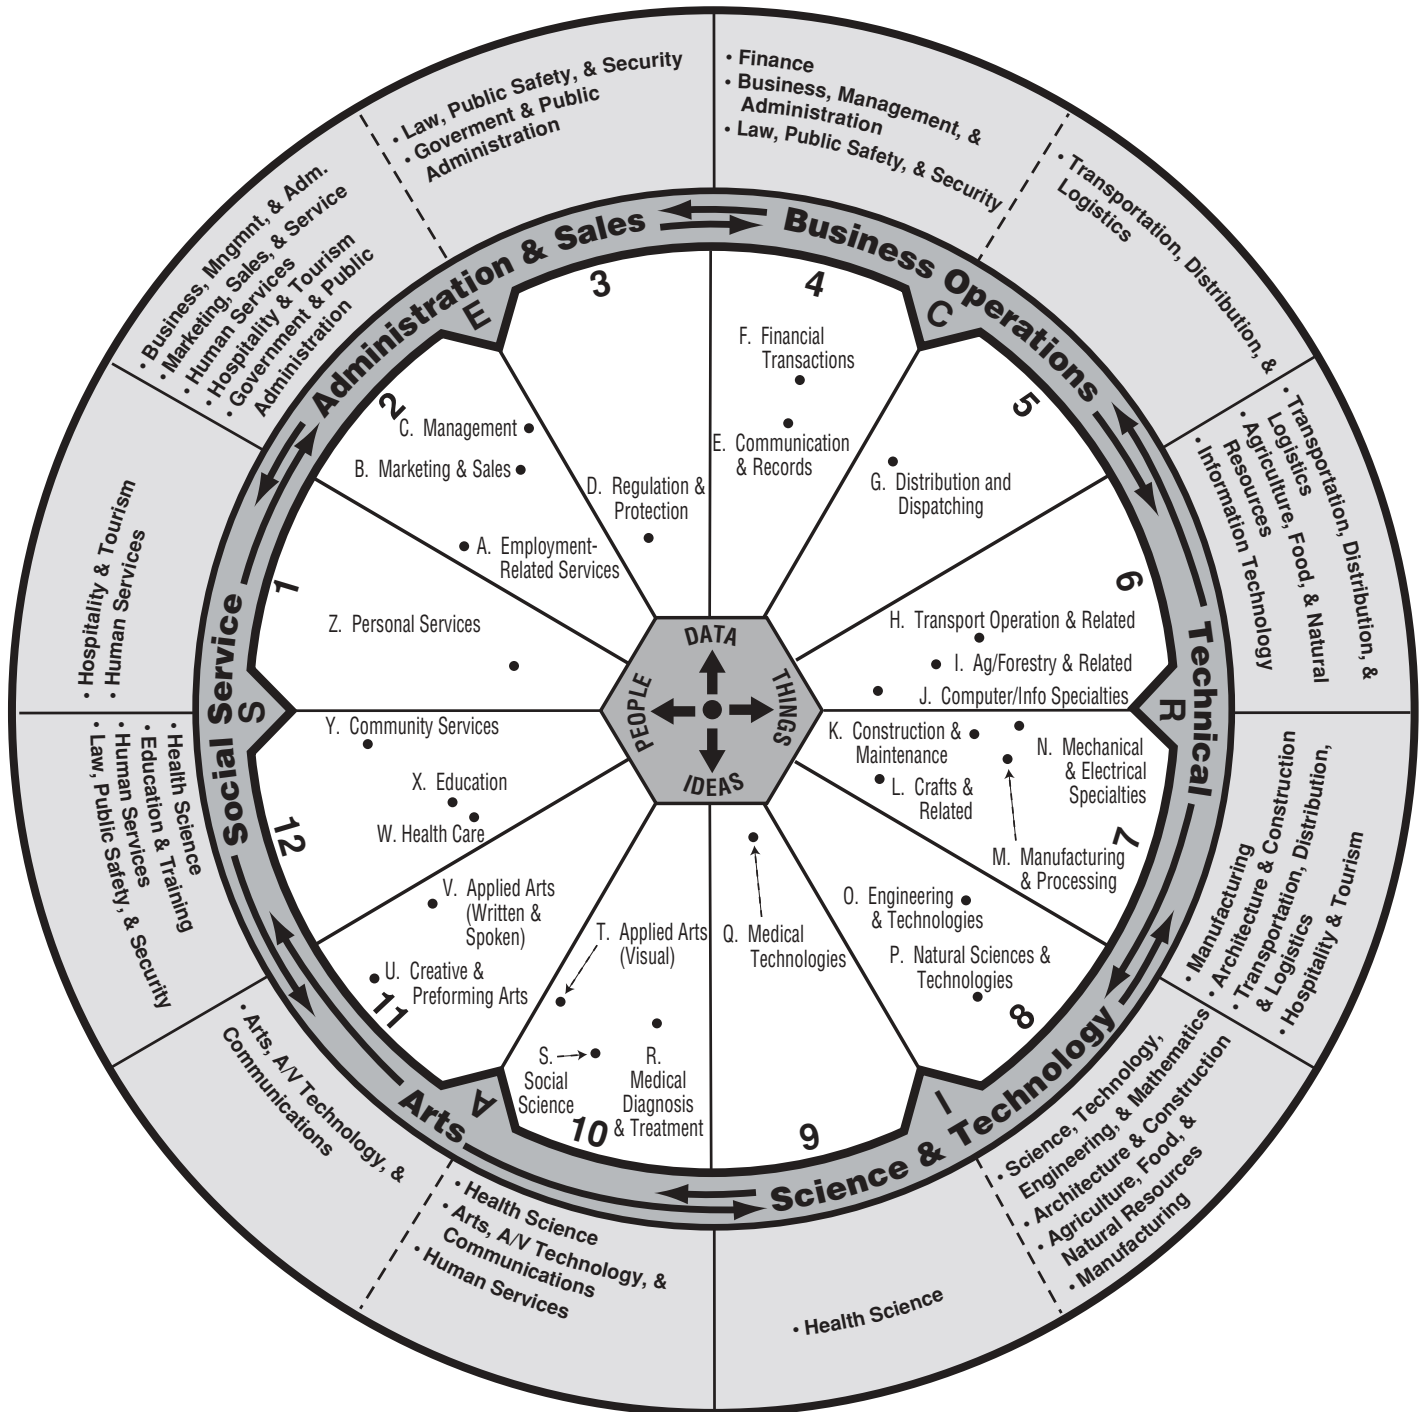 • Law, Public Safety, & Security
• Goverment & Public
Administration
• Finance
• Business, Management, &
Administration
• Law, Public Safety, & Security
• Transportation, Distribution, &
Logistics
• Transportation, Distribution, &
Logistics
• Agriculture, Food, & Natural
Resources
• Information Technology
• Manufacturing
• Architecture & Construction
• Transportation, Distribution,
& Logistics
• Hospitality & Tourism
• Science, Technology,
Engineering, & Mathematics
• Architecture & Construction
• Agriculture, Food, &
Natural Resources
• Manufacturing
• Health Science
• Health Science
• Arts, A/V Technology, &
Communications
• Human Services
• Arts, A/V Technology, &
Communications
• Health Science
• Education & Training
• Human Services
• Law, Public Safety, & Security
• Hospitality & Tourism
• Human Services
• Business, Mngmnt, & Adm.
• Marketing, Sales, & Service
• Human Services
• Hospitality & Tourism
• Government & Public
Administration
Administration & Sales
Business Operations
Technical
Science & Technology
Arts
Social Service
E
C
R
I
A
S
1
2
3
4
5
6
7
8
9
10
11
12
F. Financial
Transactions
E. Communication
& Records
G. Distribution and
Dispatching
C. Management
B. Marketing & Sales
D. Regulation &
Protection
A. Employment-
Related Services
Z. Personal Services
H. Transport Operation & Related
I. Ag/Forestry & Related
J. Computer/Info Specialties
DATA
THINGS
IDEAS
PEOPLE
Y. Community Services
X. Education
W. Health Care
K. Construction &
Maintenance
L. Crafts &
Related
N. Mechanical
& Electrical
Specialties
M. Manufacturing
& Processing
V. Applied Arts
(Written &
Spoken)
U. Creative &
Preforming Arts
T. Applied Arts
(Visual)
Q. Medical
Technologies
O. Engineering
& Technologies
P. Natural Sciences &
Technologies
S.
Social
Science
R.
Medical
Diagnosis
& Treatment